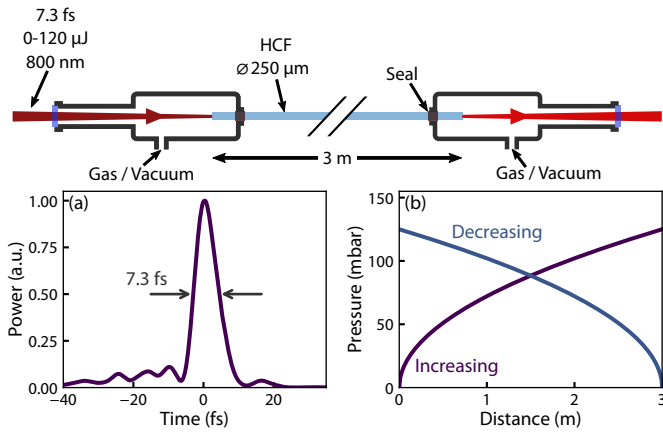 7.3 fs
0-120 μJ
800 nm
HCF
⌀ 250 μm
Seal
3 m
Gas / Vacuum
Gas / Vacuum
(a)
Power (a.u.)
1.00
0.75
0.50
0.25
0.00
7.3 fs
−40
−20
0
20
Time (fs)
(b)
Pressure (mbar)
150
100
50
0
Decreasing
Increasing
0
1
2
3
Distance (m)